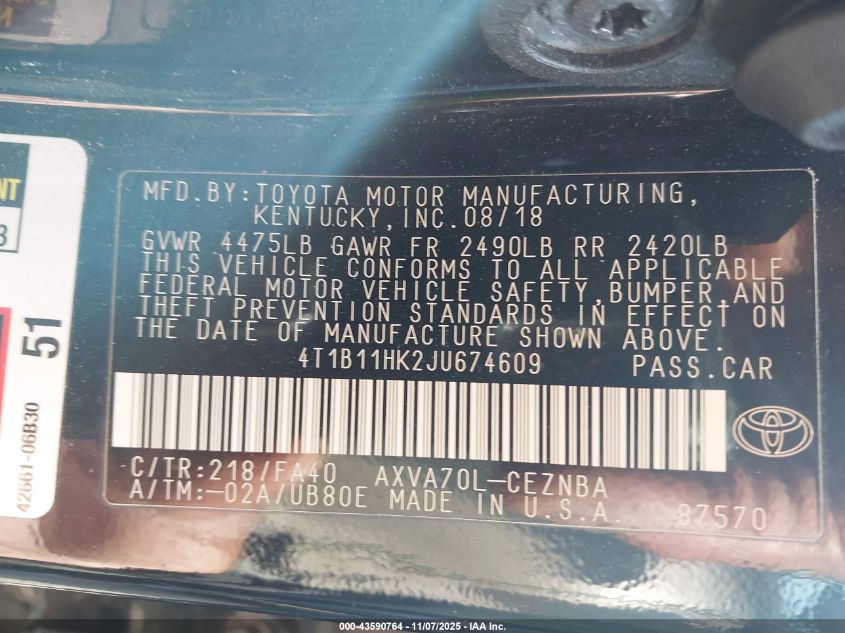 NT
3
51
42661-06B30
MFD.BY:TOYOTA MOTOR MANUFACTURING,
KENTUCKY,INC.08/18
GVWR 4475LB GAWR FR 2490LB RR 2420LB
THIS VEHICLE CONFORMS TO ALL APPLICABLE
FEDERAL MOTOR VEHICLE SAFETY,BUMPER,AND
THEFT PREVENTION STANDARDS IN EFFECT ON
THE DATE OF MANUFACTURE SHOWN ABOVE.
4T1B11HK2JU674609 PASS.CAR
C/TR:218/FA40 AXVA70L-CEZNBA
A/TM:-02A/UB80E MADE IN U.S.A. 87570
000-43590764 - 11/07/2025 - IAA Inc.